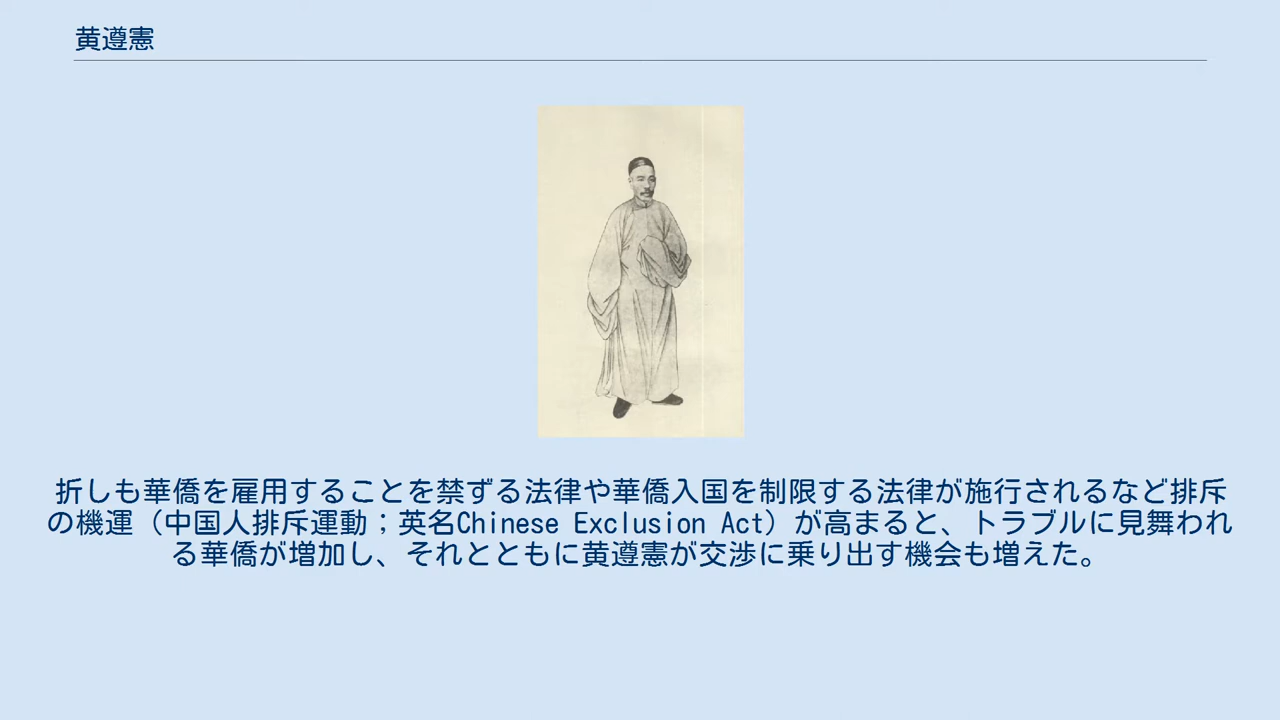 黄遵憲
折しも華僑を雇用することを禁ずる法律や華僑入国を制限する法律が施行されるなど排斥
の機運（中国人排斥運動；英名Chinese Exclusion Act）が高まると、トラブルに見舞われ
る華僑が増加し、それとともに黄遵憲が交渉に乗り出す機会も増えた。